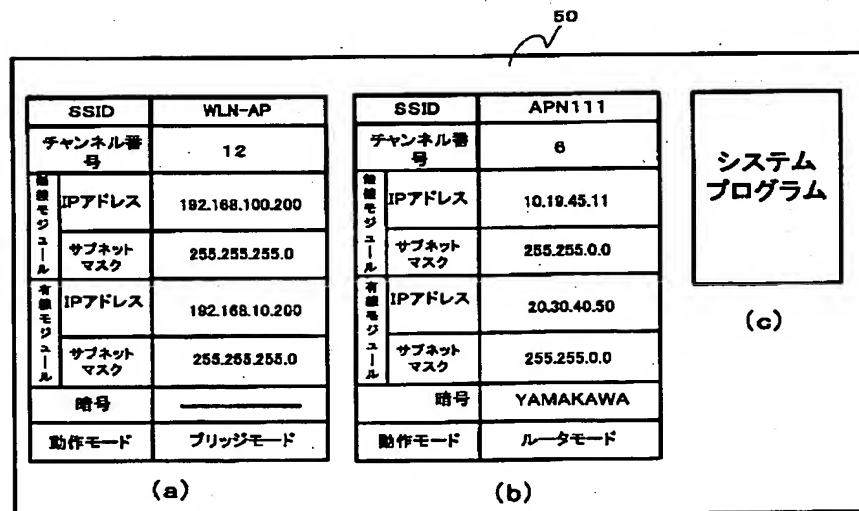 50
SSID WLN-AP
チャンネル番
号
12
無線モジュール
IPアドレス 192.168.100.200
サブネット
マスク
255.255.255.0
有線モジュール
IPアドレス 192.168.10.200
サブネット
マスク
255.255.255.0
暗号
動作モード ブリッジモード
(a)
SSID APN111
チャンネル番
号
6
無線モジュール
IPアドレス 10.19.45.11
サブネット
マスク
255.255.0.0
有線モジュール
IPアドレス 20.30.40.50
サブネット
マスク
255.255.0.0
暗号 YAMAKAWA
動作モード ルータモード
(b)
システム
プログラム
(c)